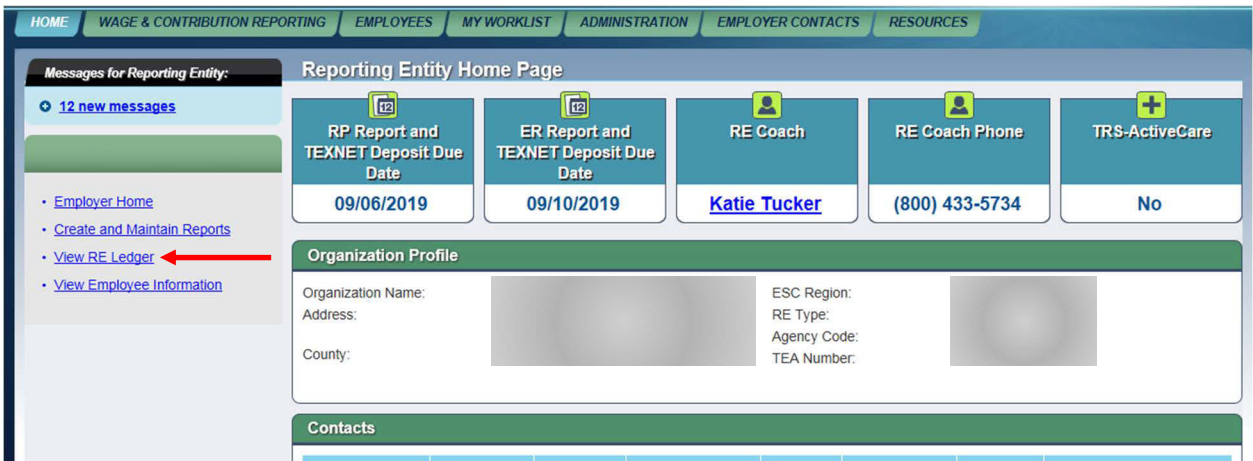 HOME WAGE & CONTRIBUTION REPORTING EMPLOYEES MY WORKLIST ADMINISTRATION EMPLOYER CONTACTS RESOURCES
Messages for Reporting Entity:
12 new messages
Employer Home
Create and Maintain Reports
View RE Ledger
View Employee Information
Reporting Entity Home Page
12
RP Report and
TEXNET Deposit Due
Date
09/06/2019
12
ER Report and
TEXNET Deposit Due
Date
09/10/2019
RE Coach
Katie Tucker
RE Coach Phone
(800) 433-5734
TRS-ActiveCare
No
Organization Profile
Organization Name:
Address:
County:
ESC Region:
RE Type:
Agency Code:
TEA Number:
Contacts